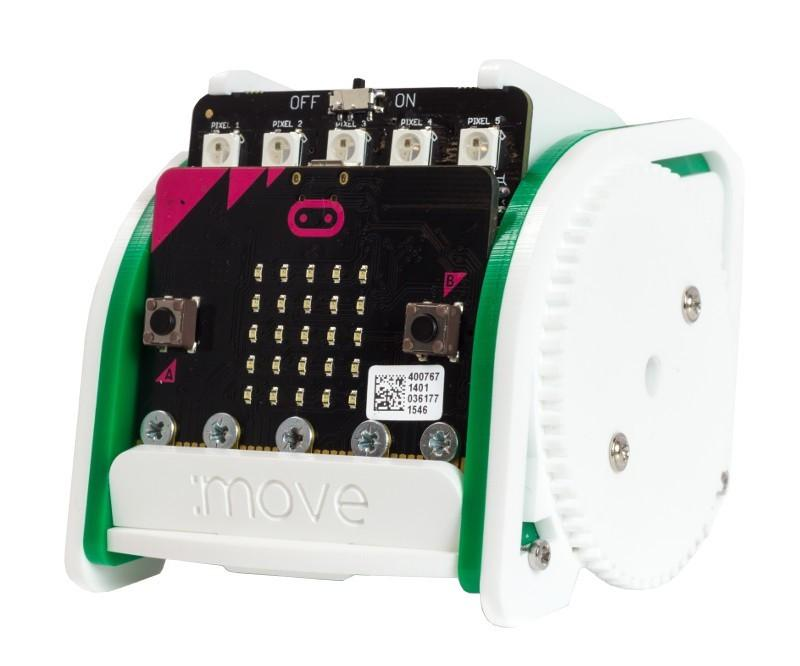 OFF ON
PIXEL 1 PIXEL 2 PIXEL 3 PIXEL 4 PIXEL 5
B
A
400767
1401
036177
1546
:move